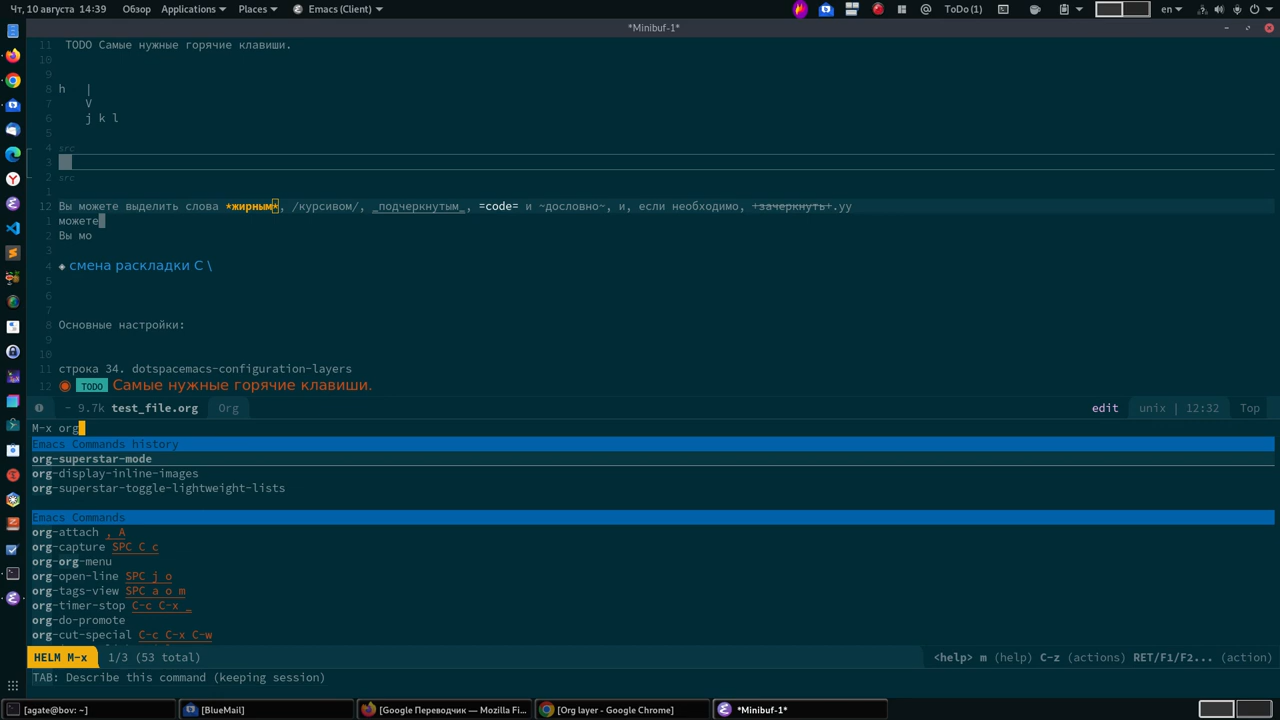 Чт, 10 августа 14:39 Обзор Applications Places Emacs (Client) ToDo (1) en
*Minibuf-1*
11 TODO Самые нужные горячие клавиши.
10
9
8 h |
7 V
6 j k l
5
4 src
3
2 src
1
12 Вы можете выделить слова *жирным*, /курсивом/, _подчеркнутым_, =code= и ~дословно~, и, если необходимо, +зачеркнуть+.yy
1 можете
2 Вы мо
3
4 смена раскладки C \
5
6
7
8 Основные настройки:
9
10
11 строка 34. dotspacemacs-configuration-layers
12 TODO Самые нужные горячие клавиши.
- 9.7k test_file.org Org edit unix | 12:32 Top
M-x org
Emacs Commands history
org-superstar-mode
org-display-inline-images
org-superstar-toggle-lightweight-lists
Emacs Commands
org-attach , A
org-capture SPC C c
org-org-menu
org-open-line SPC j o
org-tags-view SPC a o m
org-timer-stop C-c C-x _
org-do-promote
org-cut-special C-c C-x C-w
HELM M-x 1/3 (53 total) <help> m (help) C-z (actions) RET/F1/F2... (action)
TAB: Describe this command (keeping session)
[agate@bov: ~] [BlueMail] [Google Переводчик — Mozilla Fi... [Org layer - Google Chrome] *Minibuf-1*